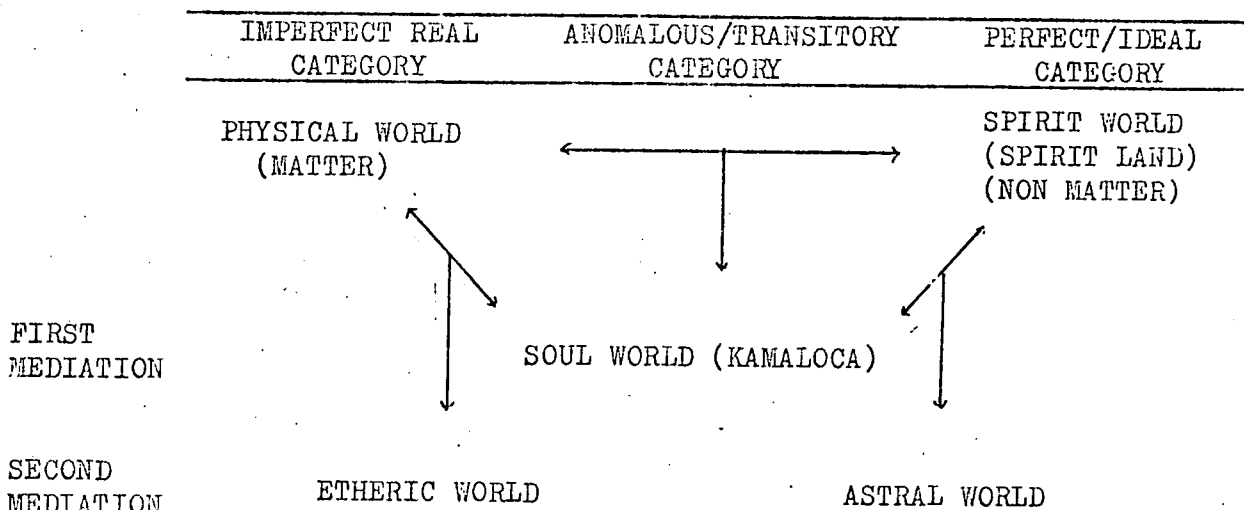 IMPERFECT REAL CATEGORY
ANOMALOUS/TRANSITORY CATEGORY
PERFECT/IDEAL CATEGORY
PHYSICAL WORLD
(MATTER)
SPIRIT WORLD
(SPIRIT LAND)
(NON MATTER)
FIRST
MEDIATION
SOUL WORLD (KAMALOCA)
SECOND
MEDIATION
ETHERIC WORLD
ASTRAL WORLD